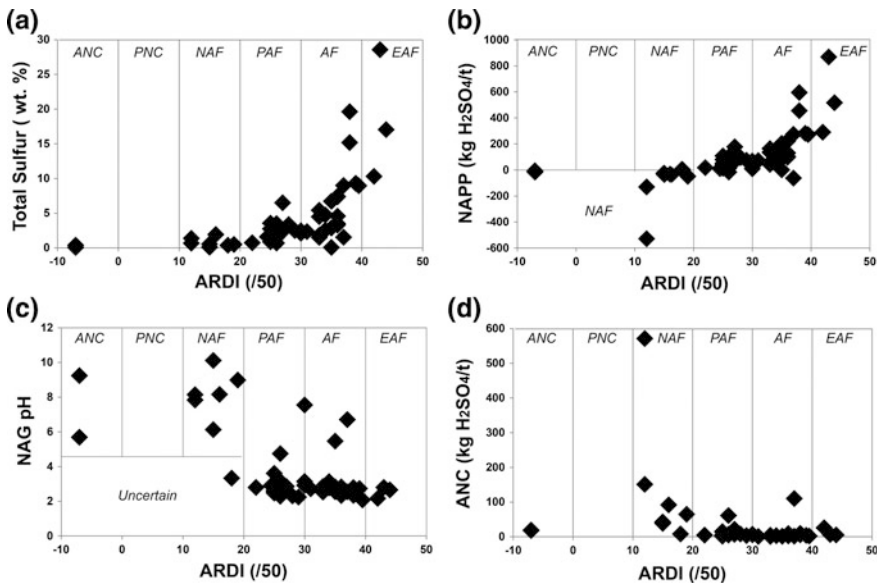 (a)
Total Sulfur ( wt. %)
30
25
20
15
10
5
0
ANC PNC NAF PAF AF EAF
-10 0 10 20 30 40 50
ARDI (/50)
(b)
NAPP (kg H2SO4/t)
1000
800
600
400
200
0
-200
-400
-600
ANC PNC NAF PAF AF EAF
NAF
-10 0 10 20 30 40 50
ARDI (/50)
(c)
NAG pH
12
10
8
6
4
2
0
ANC PNC NAF PAF AF EAF
Uncertain
-10 0 10 20 30 40 50
ARDI (/50)
(d)
ANC (kg H2SO4/t)
600
500
400
300
200
100
0
ANC PNC NAF PAF AF EAF
-10 0 10 20 30 40 50
ARDI (/50)